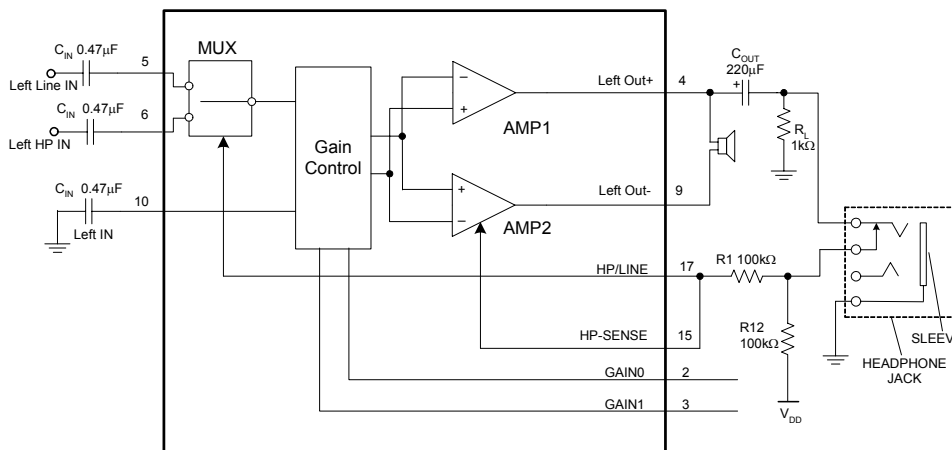 MUX
C_IN 0.47µF
5
Left Line IN
C_IN 0.47µF
6
Left HP IN
C_IN 0.47µF
10
Left IN
Gain
Control
−
+
AMP1
+
−
AMP2
Left Out+
4
Left Out-
9
C_OUT
220µF
+
R_L
1kΩ
HP/LINE
17
R1 100kΩ
HP-SENSE
15
R12
100kΩ
V_DD
GAIN0
2
GAIN1
3
SLEEV
HEADPHONE
JACK